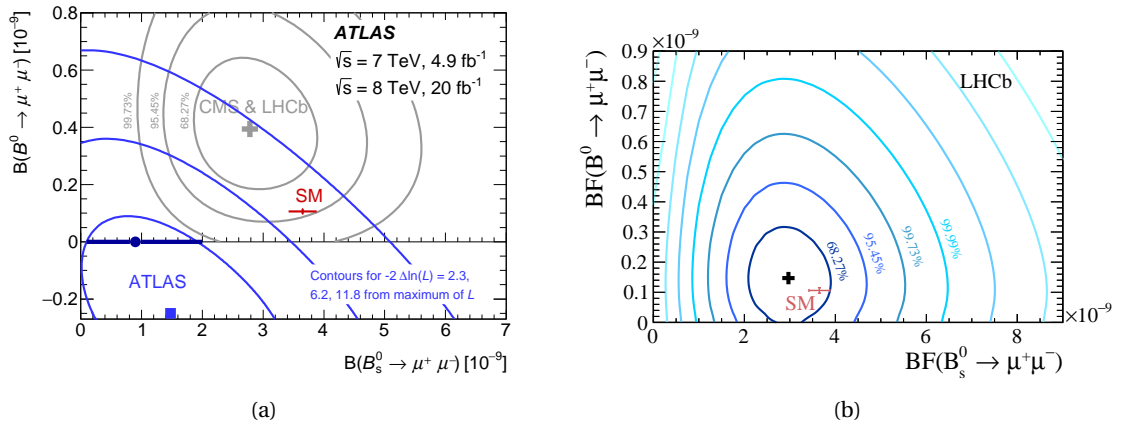 ATLAS
√s = 7 TeV, 4.9 fb⁻¹
√s = 8 TeV, 20 fb⁻¹
B(B⁰ → μ⁺ μ⁻) [10⁻⁹]
0.8
0.6
0.4
0.2
0
−0.2
99.73%
95.45%
68.27%
CMS & LHCb
SM
ATLAS
Contours for -2 Δln(L) = 2.3,
6.2, 11.8 from maximum of L
0 1 2 3 4 5 6 7
B(B⁰ₛ → μ⁺ μ⁻) [10⁻⁹]
(a)
×10⁻⁹
BF(B⁰ → μ⁺μ⁻)
0.9
0.8
0.7
0.6
0.5
0.4
0.3
0.2
0.1
0
LHCb
68.27%
95.45%
99.73%
99.99%
SM
0 2 4 6 8
×10⁻⁹
BF(B⁰ₛ → μ⁺μ⁻)
(b)